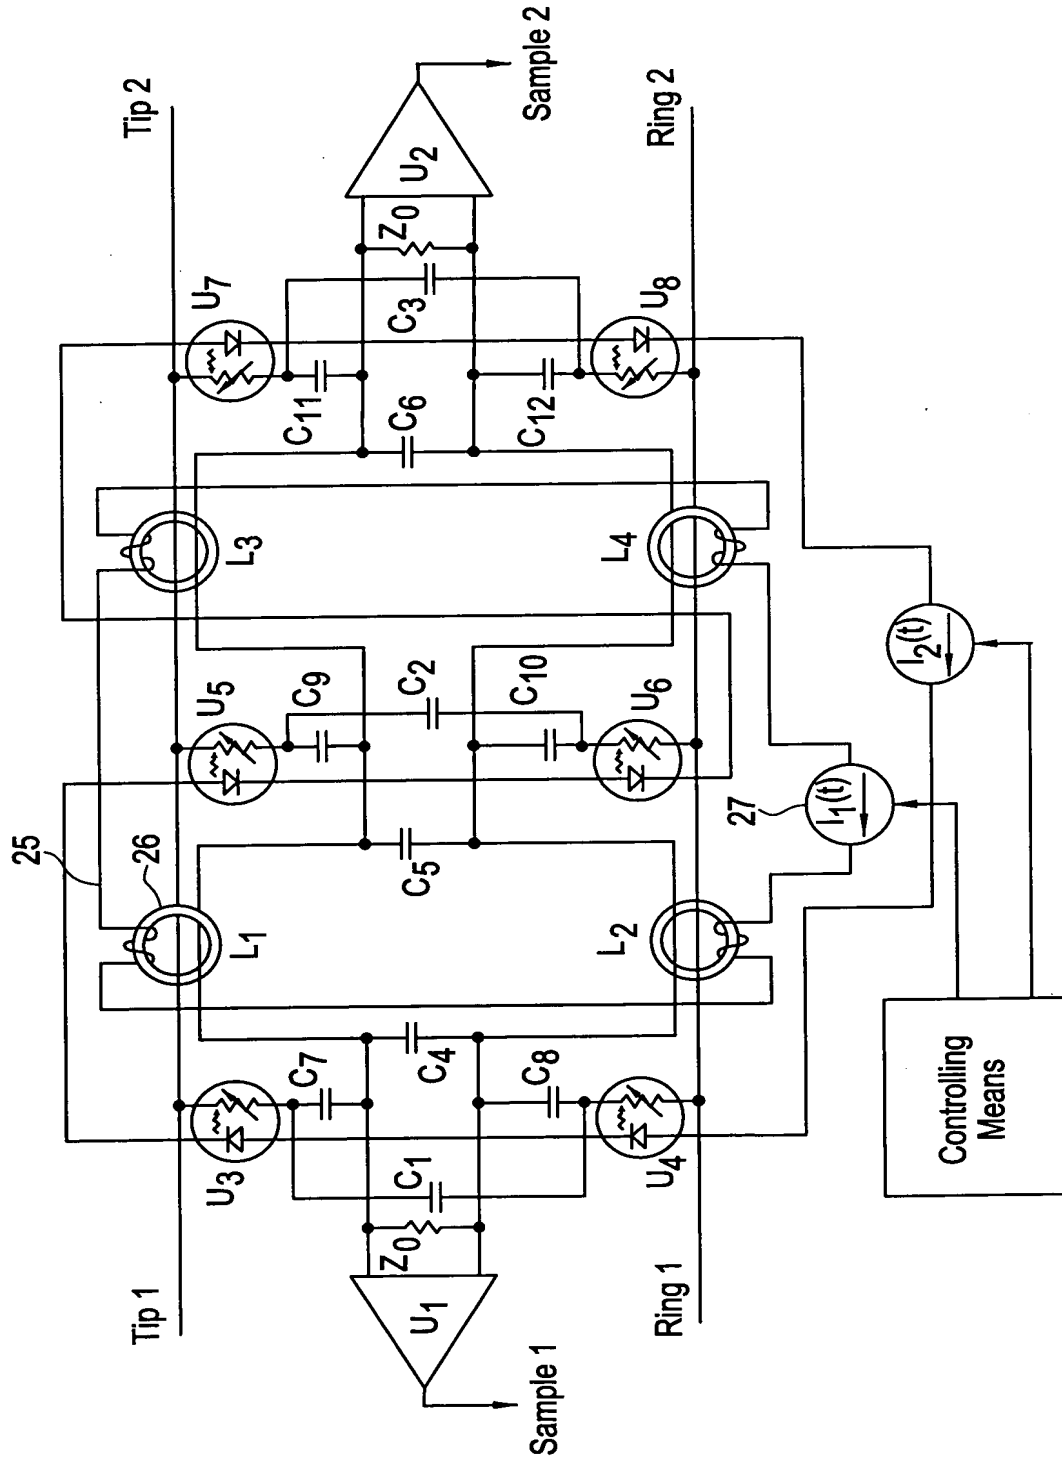 Tip 1
Tip 2
Ring 1
Ring 2
Sample 1
Sample 2
25
26
27
U1
U2
U3
U4
U5
U6
U7
U8
L1
L2
L3
L4
Z0
Z0
C1
C2
C3
C4
C5
C6
C7
C8
C9
C10
C11
C12
I1(t)
I2(t)
Controlling
Means